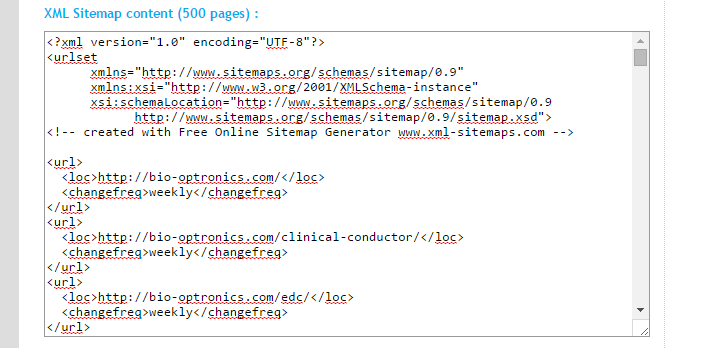 XML Sitemap content (500 pages) :
<?xml version="1.0" encoding="UTF-8"?>
<urlset
xmlns="http://www.sitemaps.org/schemas/sitemap/0.9"
xmlns:xsi="http://www.w3.org/2001/XMLSchema-instance"
xsi:schemaLocation="http://www.sitemaps.org/schemas/sitemap/0.9
http://www.sitemaps.org/schemas/sitemap/0.9/sitemap.xsd">
<!-- created with Free Online Sitemap Generator www.xml-sitemaps.com -->
<url>
<loc>http://bio-optronics.com/</loc>
<changefreq>weekly</changefreq>
</url>
<url>
<loc>http://bio-optronics.com/clinical-conductor/</loc>
<changefreq>weekly</changefreq>
</url>
<url>
<loc>http://bio-optronics.com/edc/</loc>
<changefreq>weekly</changefreq>
</url>